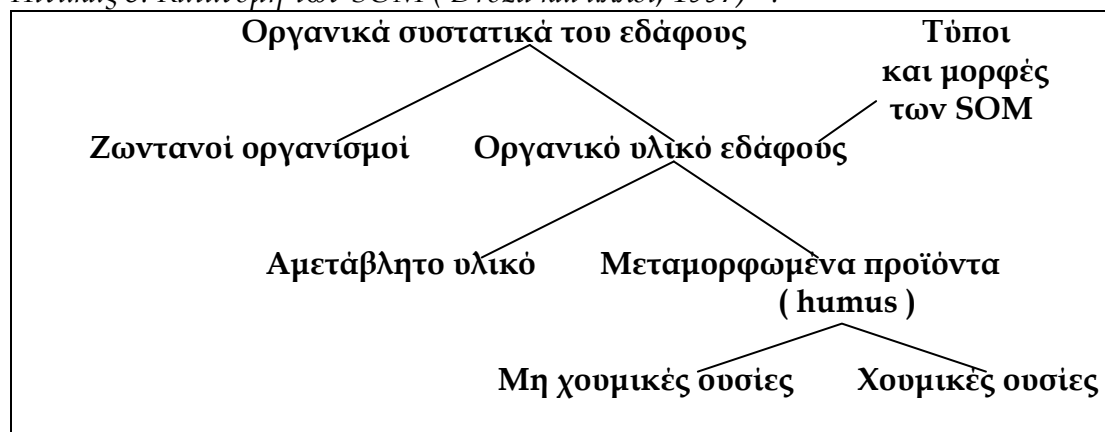 Οργανικά συστατικά του εδάφους
Τύποι
και μορφές
των SOM
Ζωντανοί οργανισμοί
Οργανικό υλικό εδάφούς
Αμετάβλητο υλικό
Μεταμορφωμένα προϊόντα
( humus )
Μη χουμικές ουσίες
Χουμικές ουσίες